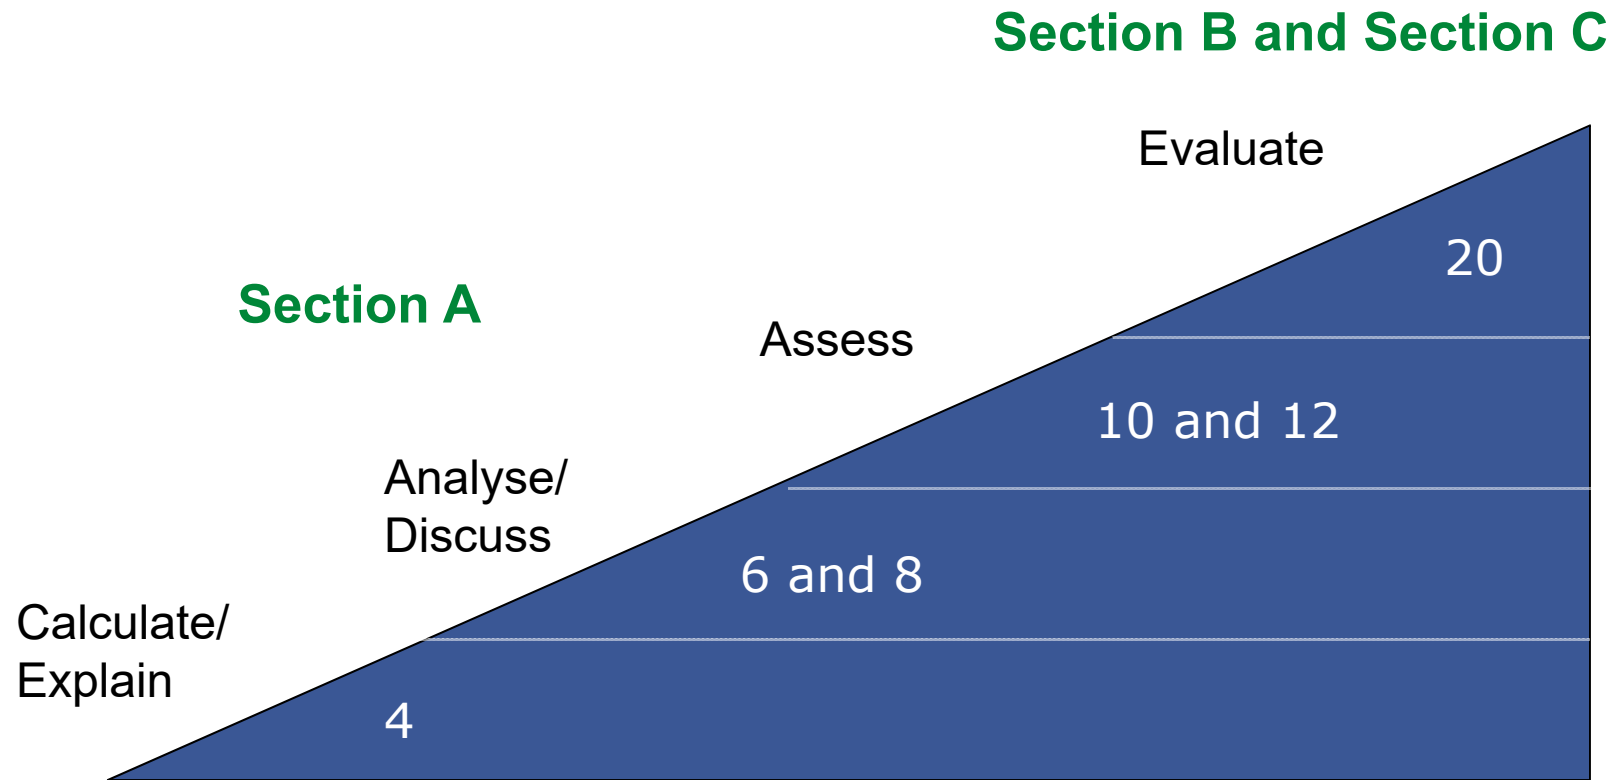 Section B and Section C
Evaluate
20
Section A
Assess
10 and 12
Analyse/
Discuss
6 and 8
Calculate/
Explain
4